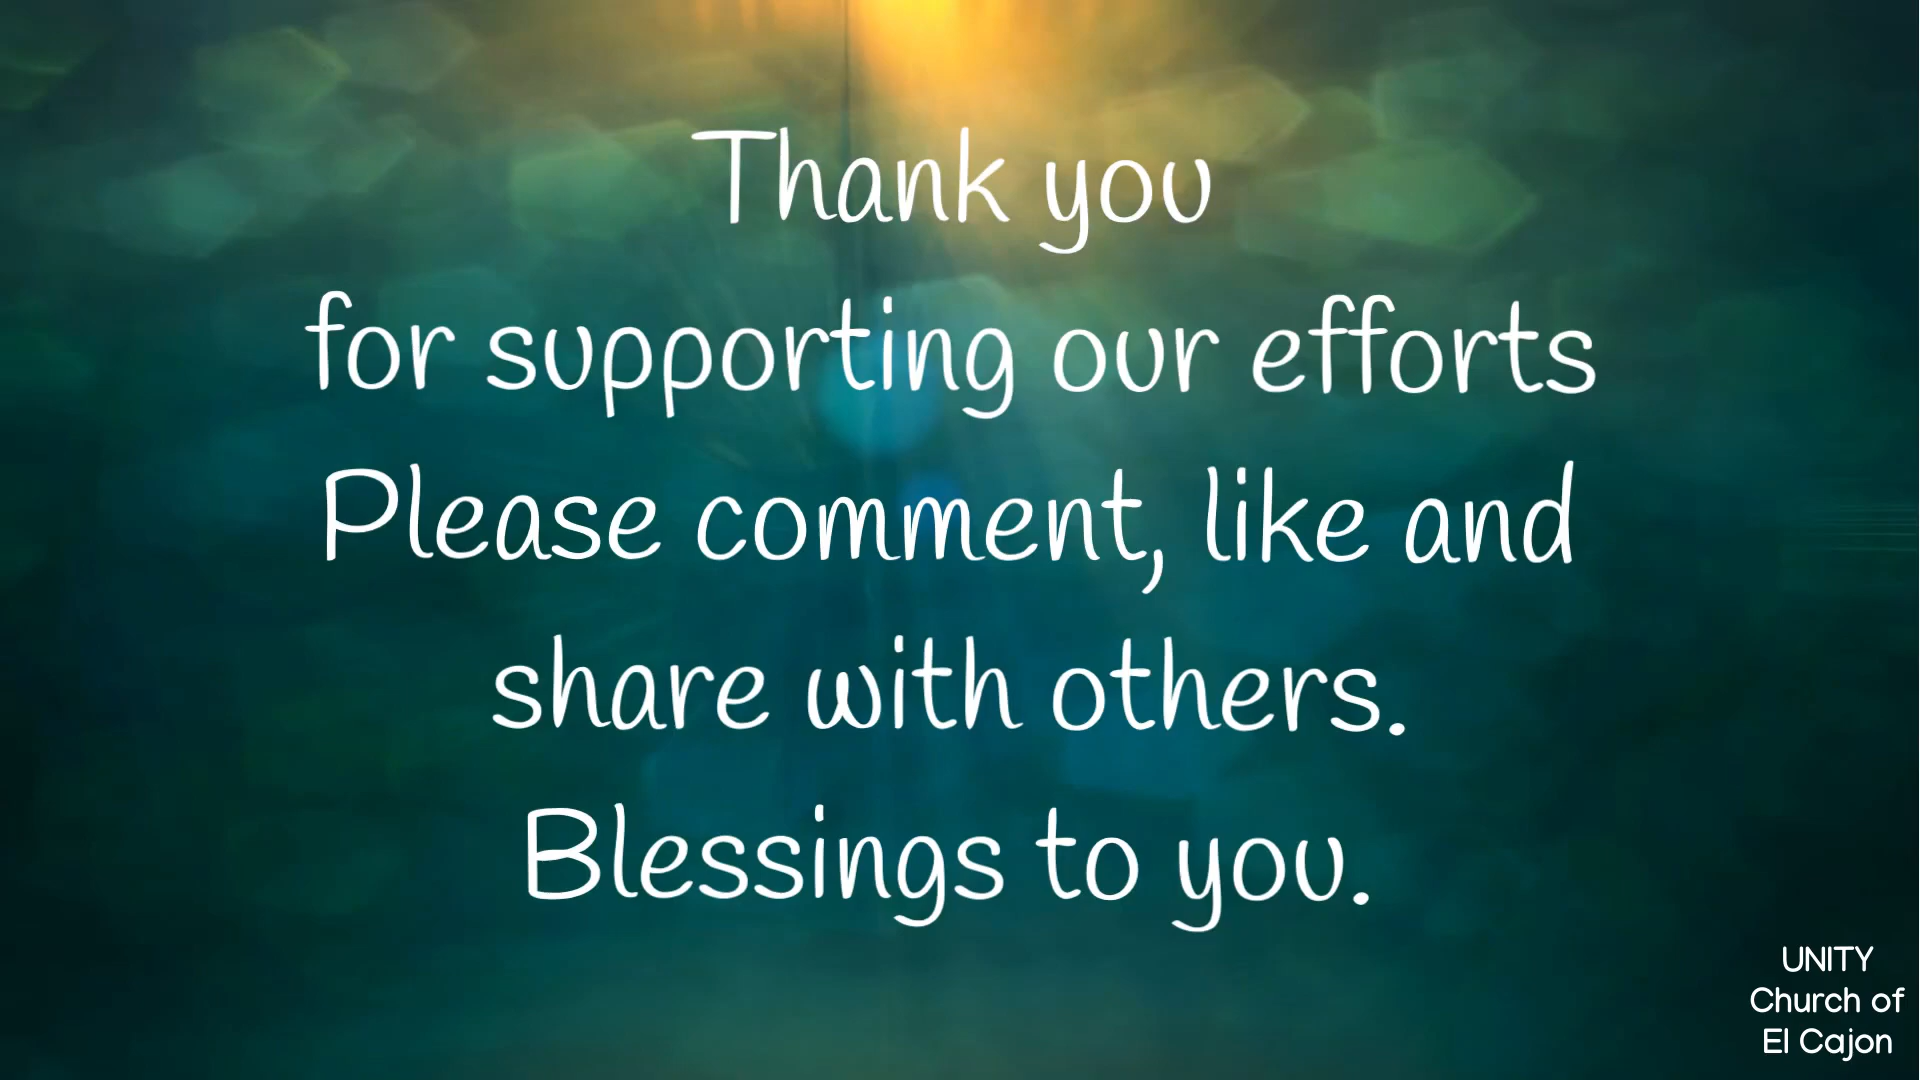 Thank you
for supporting our efforts
Please comment, like and
share with others.
Blessings to you.
UNITY
Church of
El Cajon